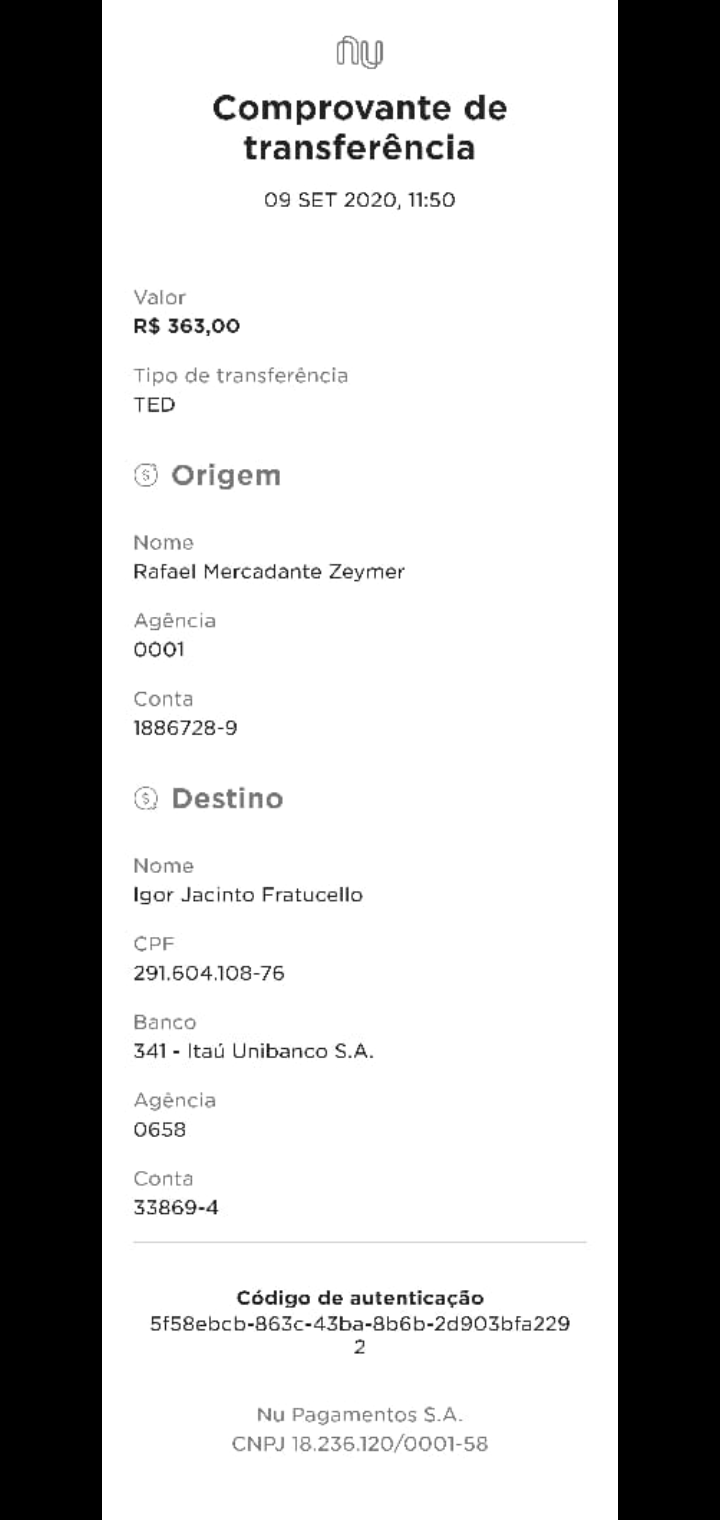 nu
Comprovante de
transferência
09 SET 2020, 11:50
Valor
R$ 363,00
Tipo de transferência
TED
Origem
Nome
Rafael Mercadante Zeymer
Agência
0001
Conta
1886728-9
Destino
Nome
Igor Jacinto Fratucello
CPF
291.604.108-76
Banco
341 - Itaú Unibanco S.A.
Agência
0658
Conta
33869-4
Código de autenticação
5f58ebcb-863c-43ba-8b6b-2d903bfa229
2
Nu Pagamentos S.A.
CNPJ 18.236.120/0001-58